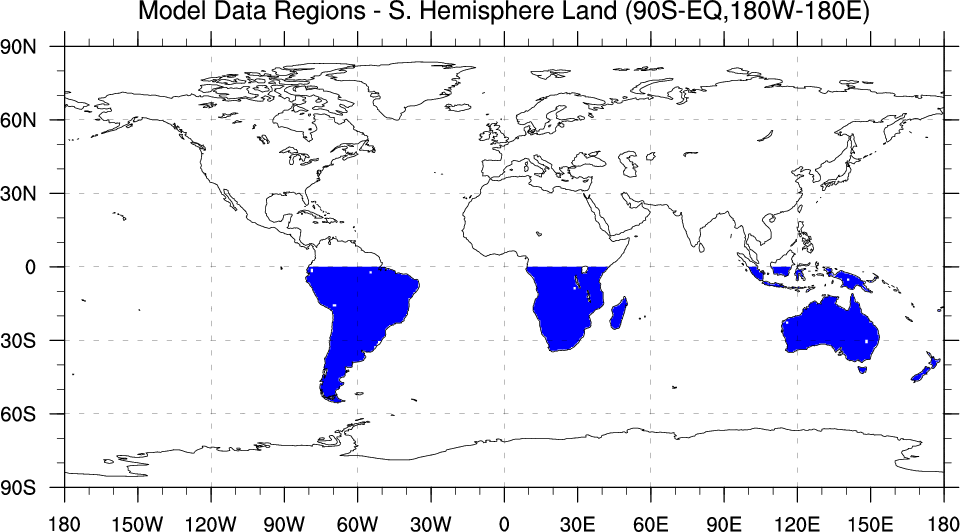 Model Data Regions - S. Hemisphere Land (90S-EQ,180W-180E)
90N
60N
30N
0
30S
60S
90S
180 150W 120W 90W 60W 30W 0 30E 60E 90E 120E 150E 180